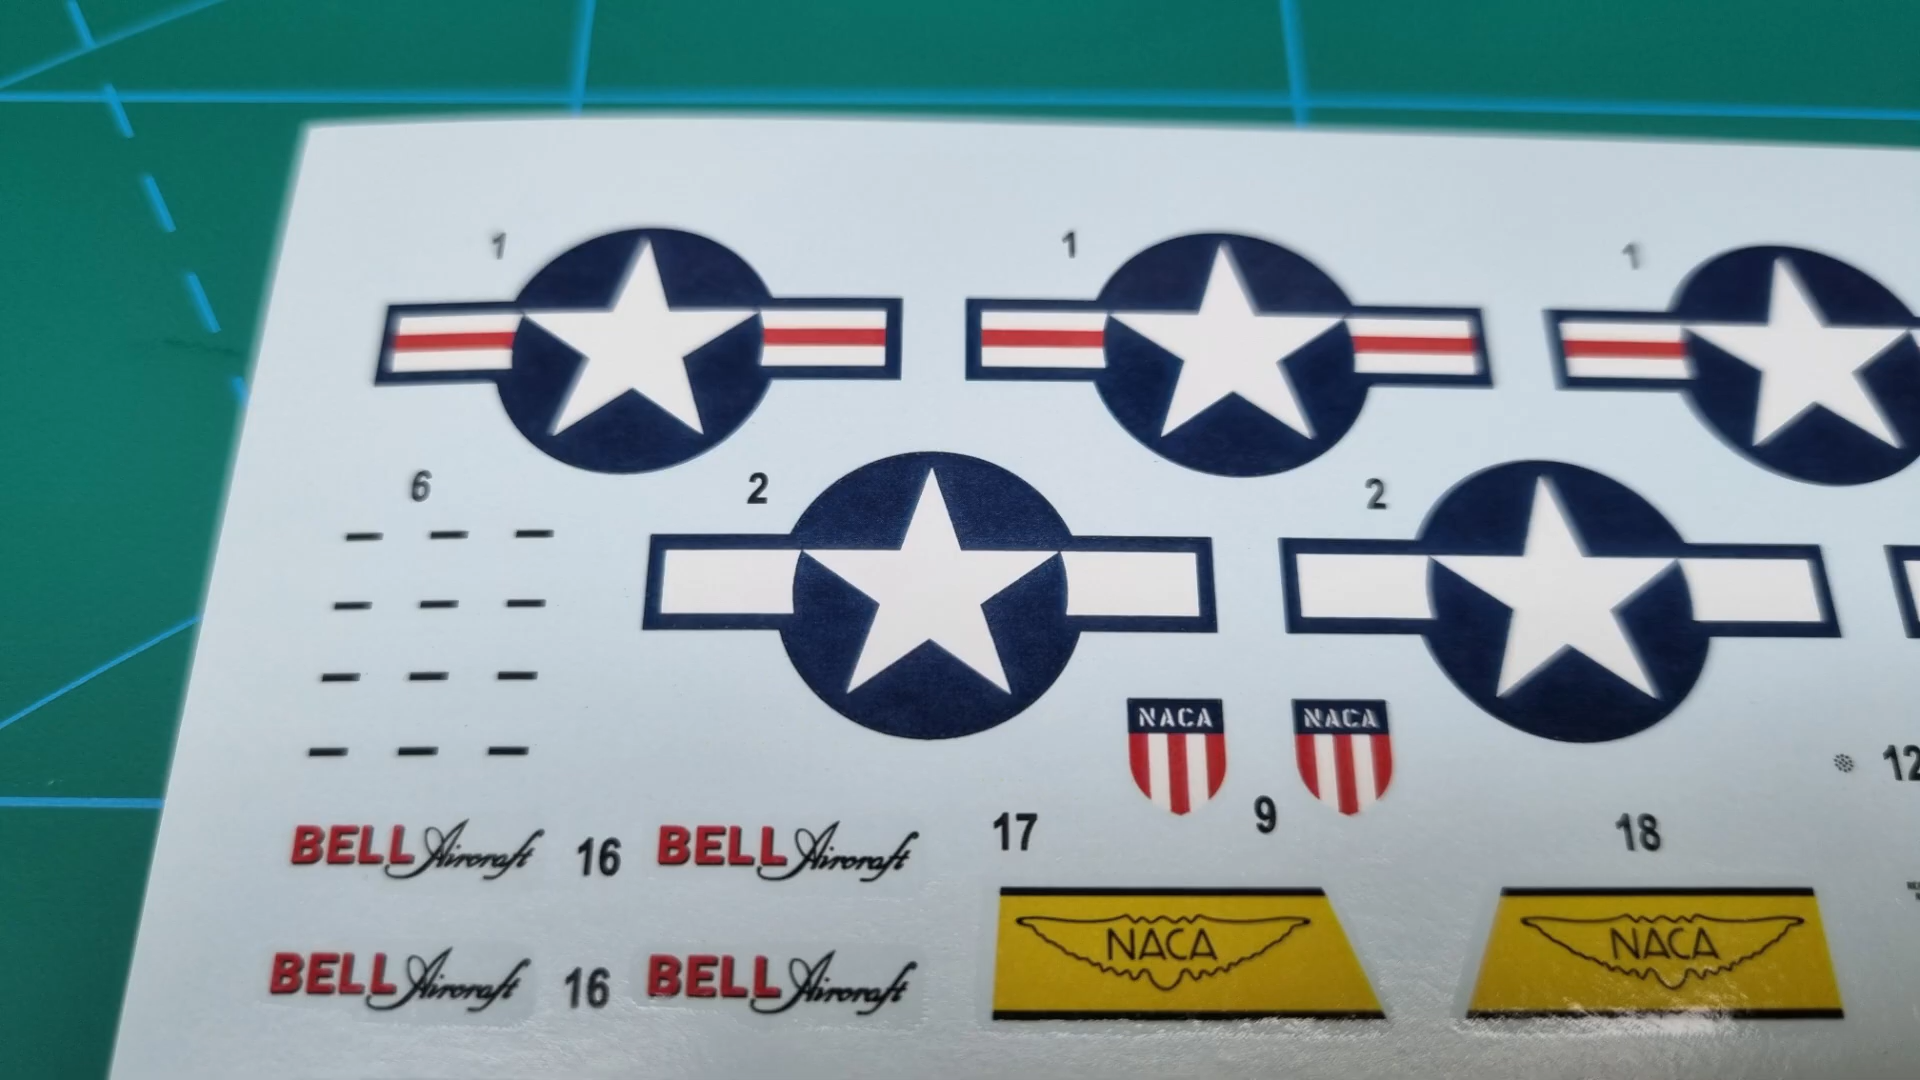 1 1 1
6 2 2
NACA NACA
12
17 9 18
BELL Aircraft 16 BELL Aircraft
NACA NACA
BELL Aircraft 16 BELL Aircraft